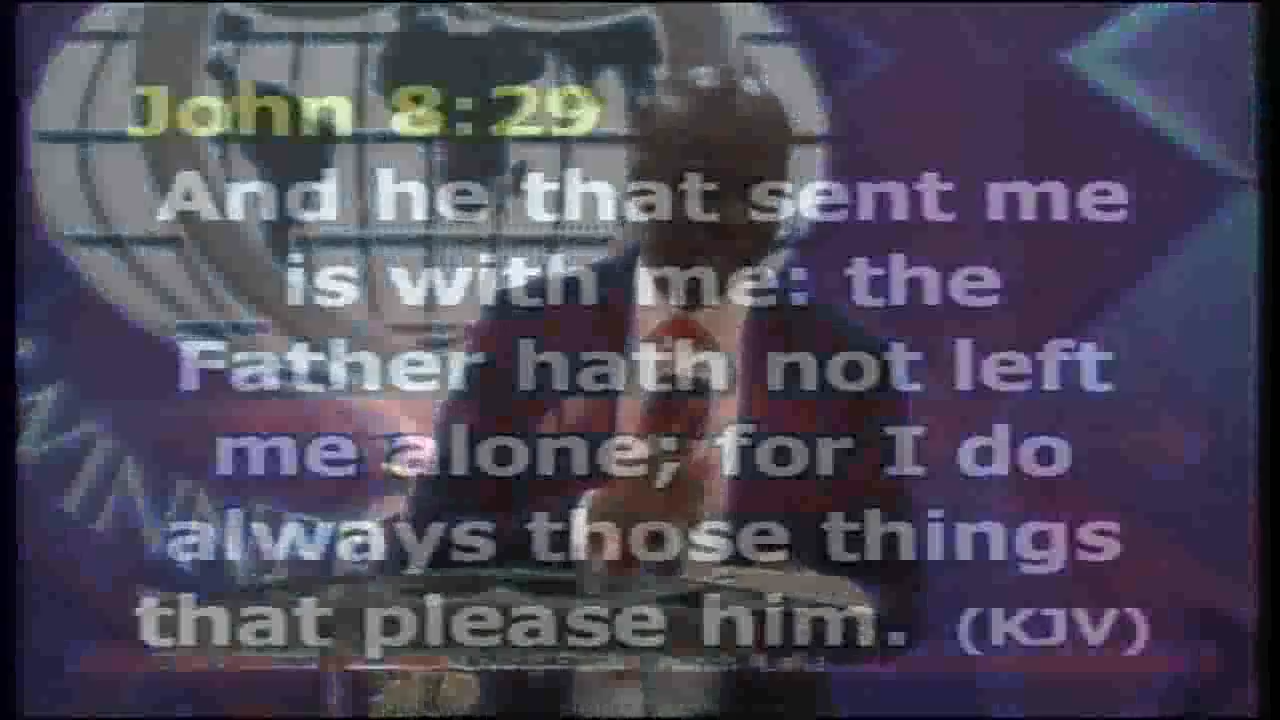 John 8:29
And he that sent me
is with me: the
Father hath not left
me alone; for I do
always those things
that please him. (KJV)